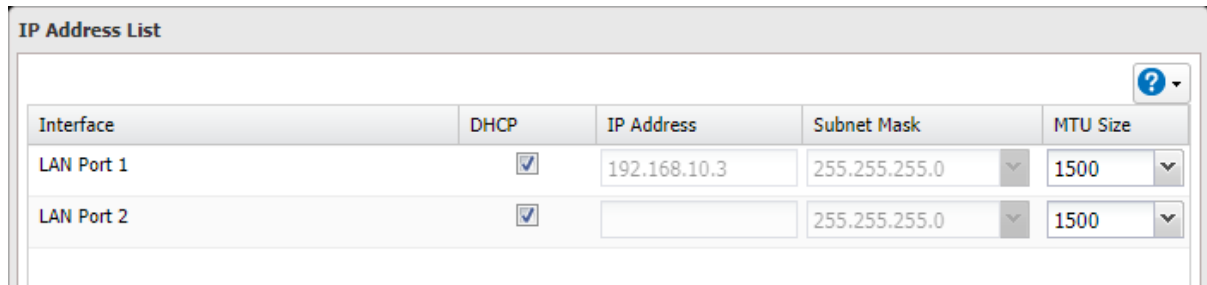 IP Address List
?
Interface DHCP IP Address Subnet Mask MTU Size
LAN Port 1 192.168.10.3 255.255.255.0 1500
LAN Port 2 255.255.255.0 1500